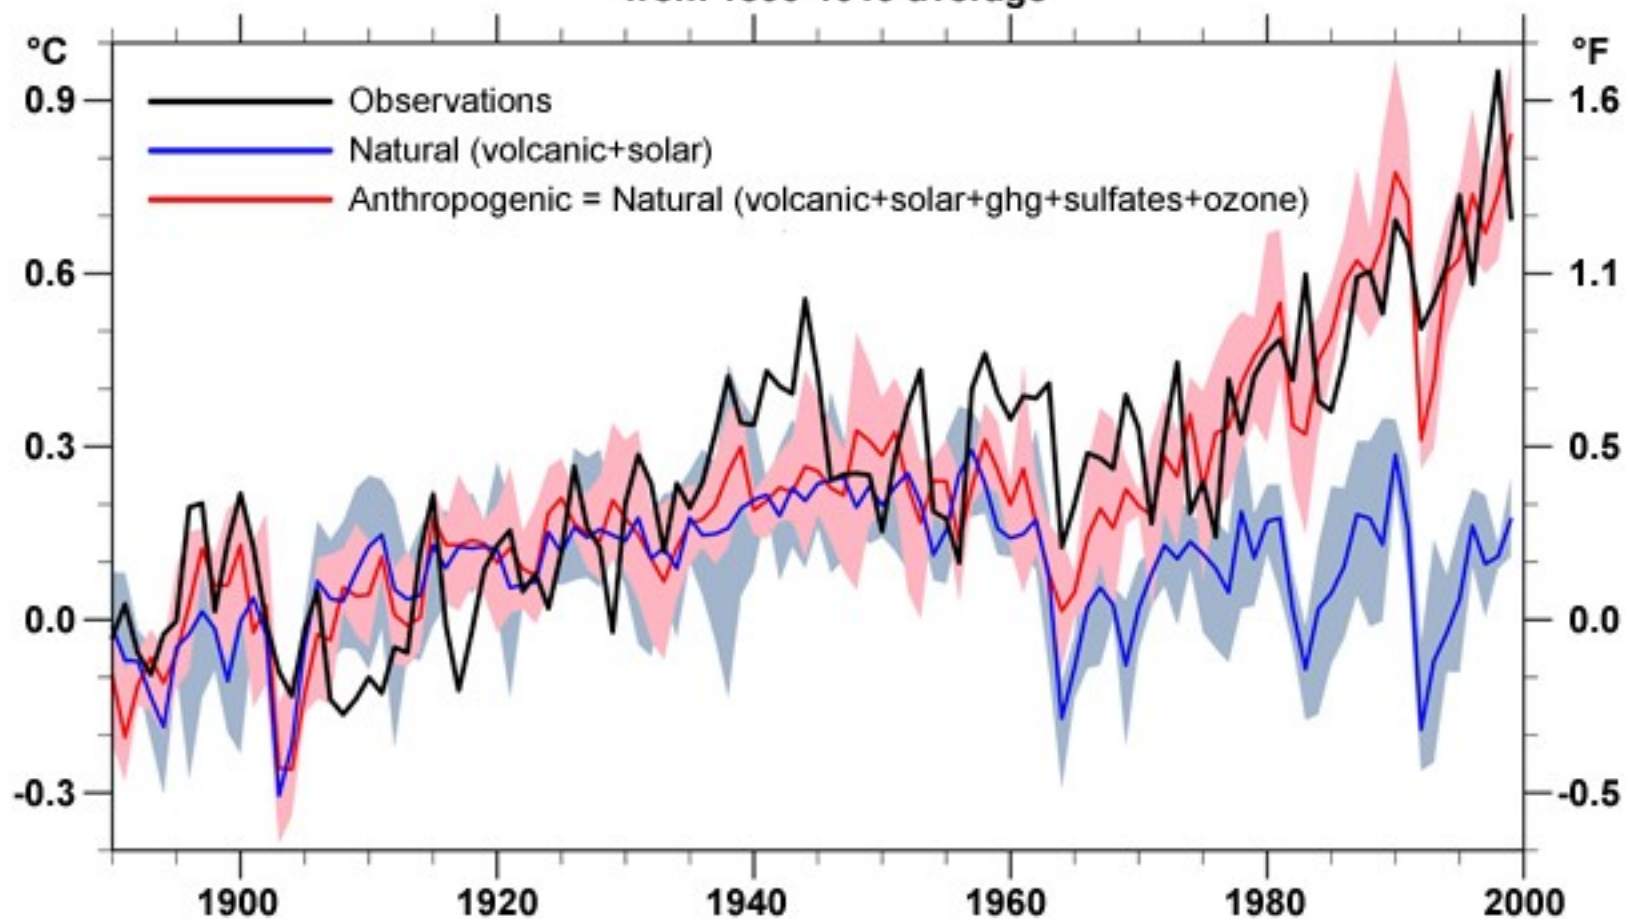 °C °F
Observations
Natural (volcanic+solar)
Anthropogenic = Natural (volcanic+solar+ghg+sulfates+ozone)
0.9 1.6
0.6 1.1
0.3 0.5
0.0 0.0
-0.3 -0.5
1900 1920 1940 1960 1980 2000